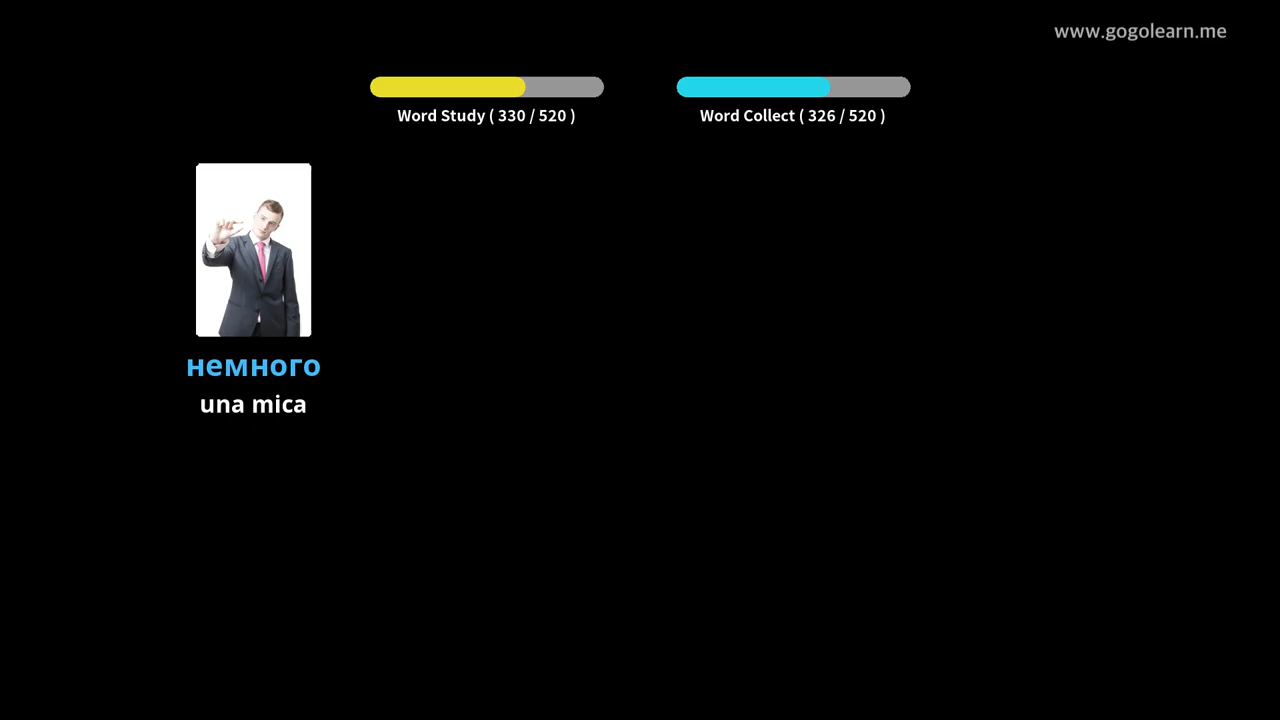 www.gogolearn.me
Word Study ( 330 / 520 )
Word Collect ( 326 / 520 )
немного
una mica